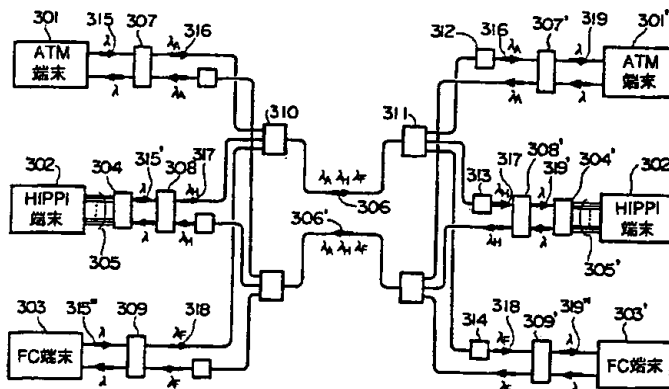 301 315 307 316
ATM
端末
λ λA
λ λA
310
302 304 315' 308 317
HIPPI
端末
λ λH
λ λH
305
303 315" 309 318
FC端末
λ λF
λ λF
λA λH λF
306
306'
λA λH λF
311
312 316 307' 319 301'
λA λ
λA λ
ATM
端末
313 317 308' 319' 304' 302
λH λ
λH λ
HIPPI
端末
305'
314 318 309' 319" 303'
λF λ
λF λ
FC端末